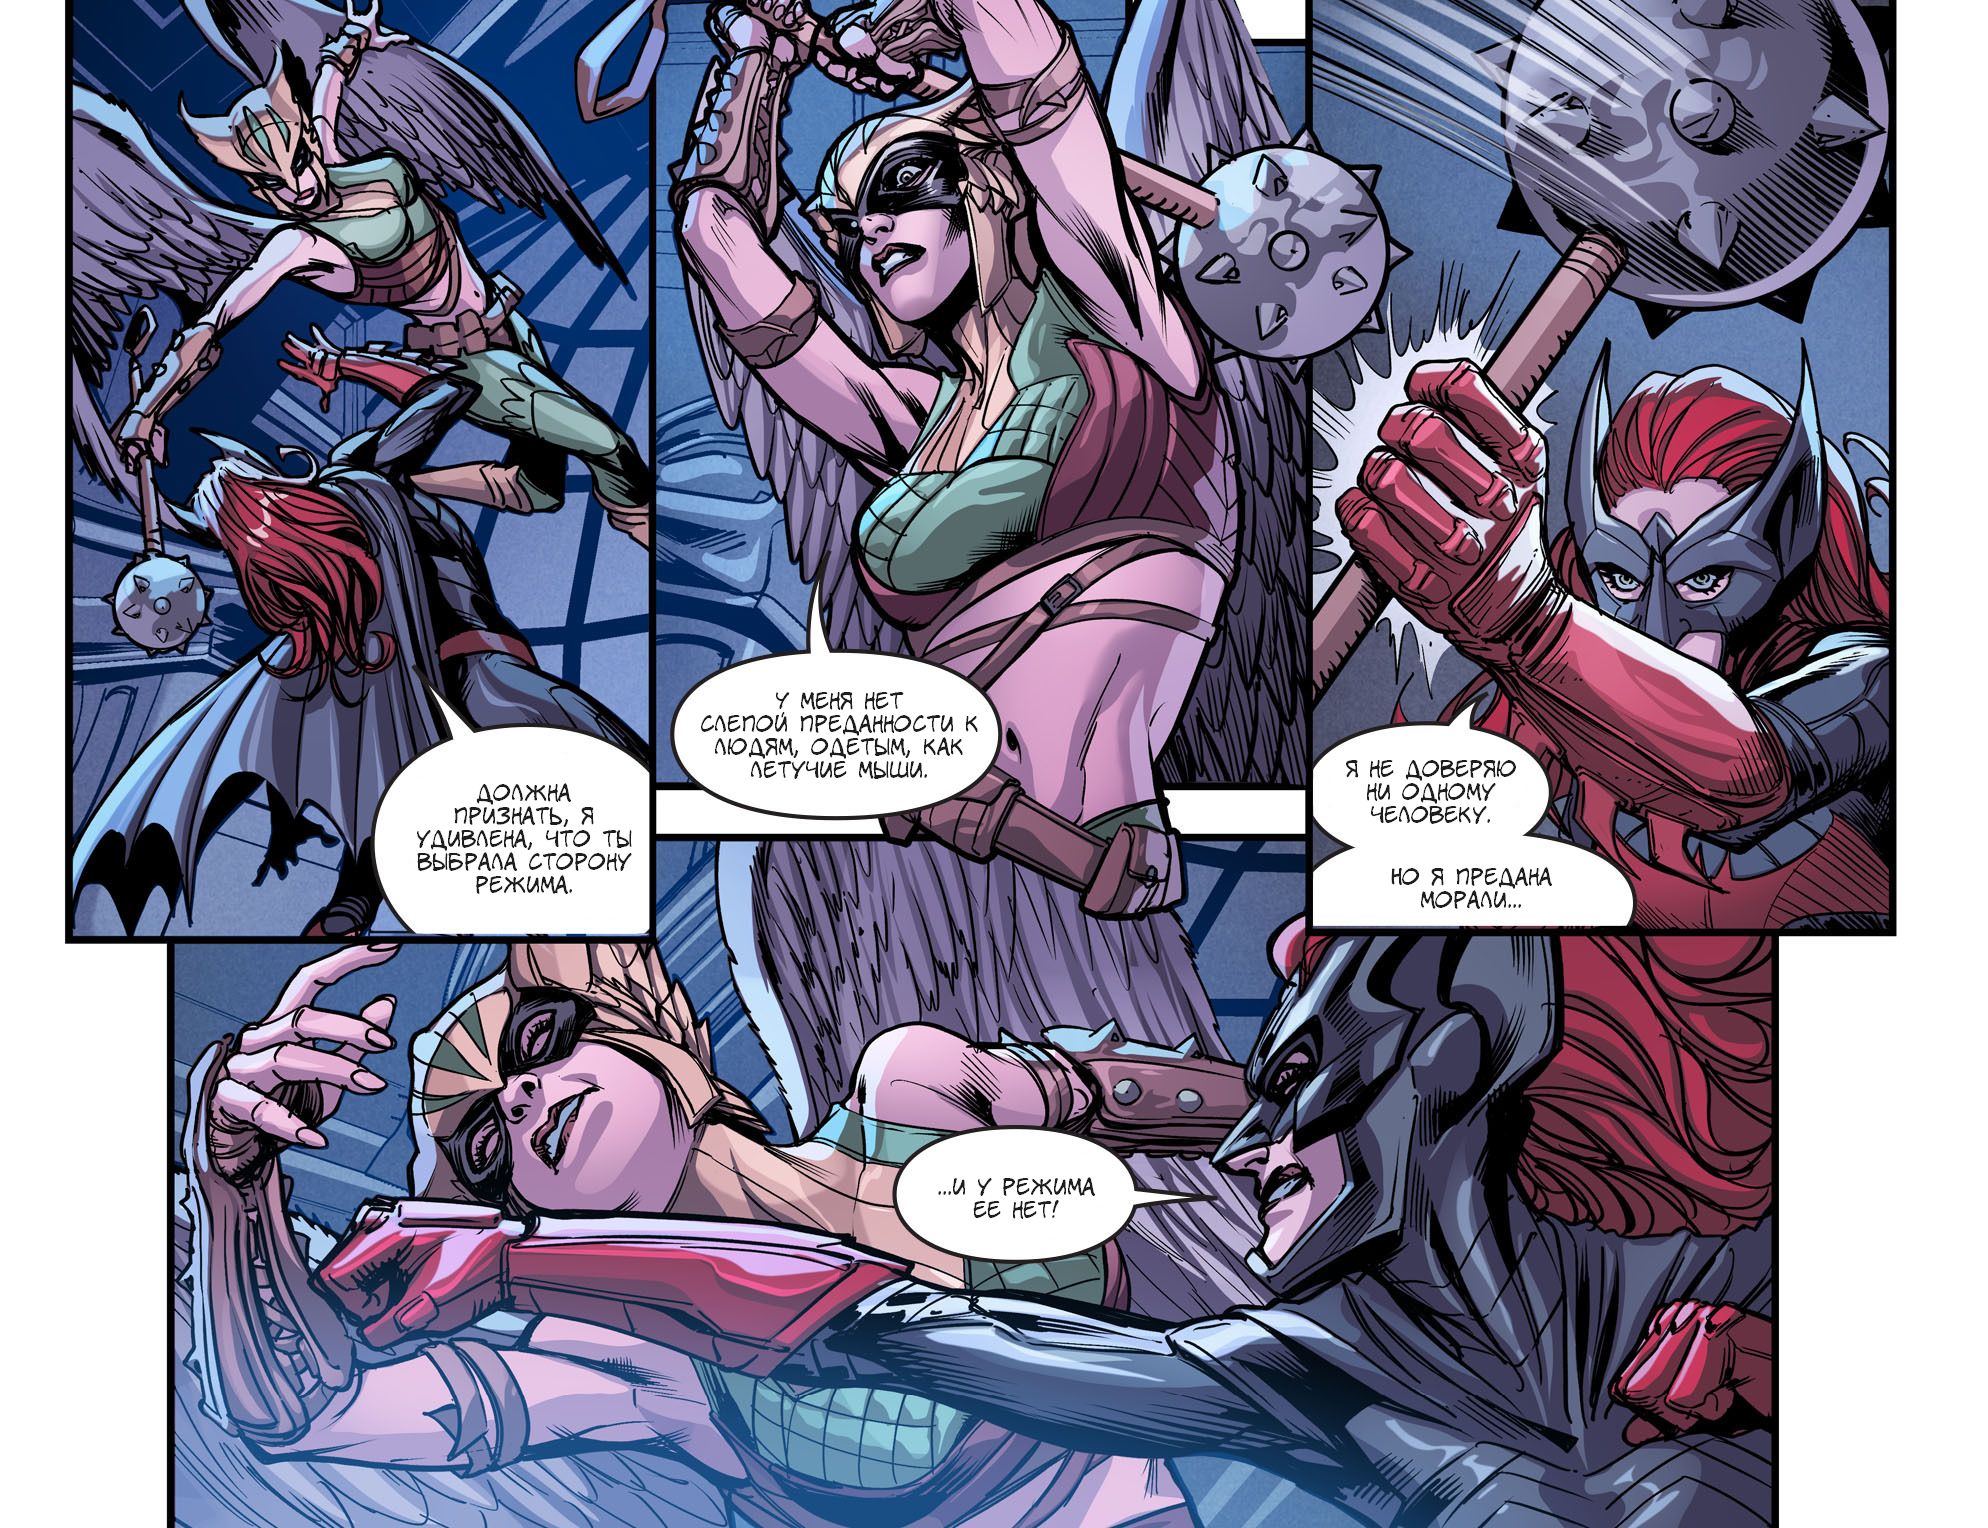 ДОЛЖНА
ПРИЗНАТЬ, Я
УДИВЛЕНА, ЧТО ТЫ
ВЫБРАЛА СТОРОНУ
РЕЖИМА.
У МЕНЯ НЕТ
СЛЕПОЙ ПРЕДАННОСТИ К
ЛЮДЯМ, ОДЕТЫМ, КАК
ЛЕТУЧИЕ МЫШИ.
Я НЕ ДОВЕРЯЮ
НИ ОДНОМУ
ЧЕЛОВЕКУ.
НО Я ПРЕДАНА
МОРАЛИ...
...И У РЕЖИМА
ЕЕ НЕТ!